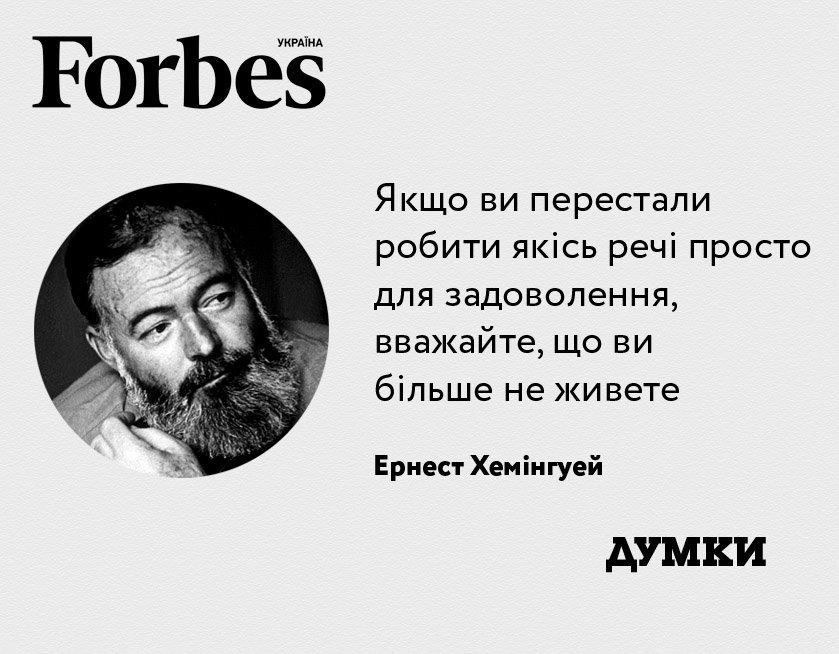 Forbes
УКРАЇНА
Якщо ви перестали
робити якісь речі просто
для задоволення,
вважайте, що ви
більше не живете
Ернест Хемінгуей
ДУМКИ